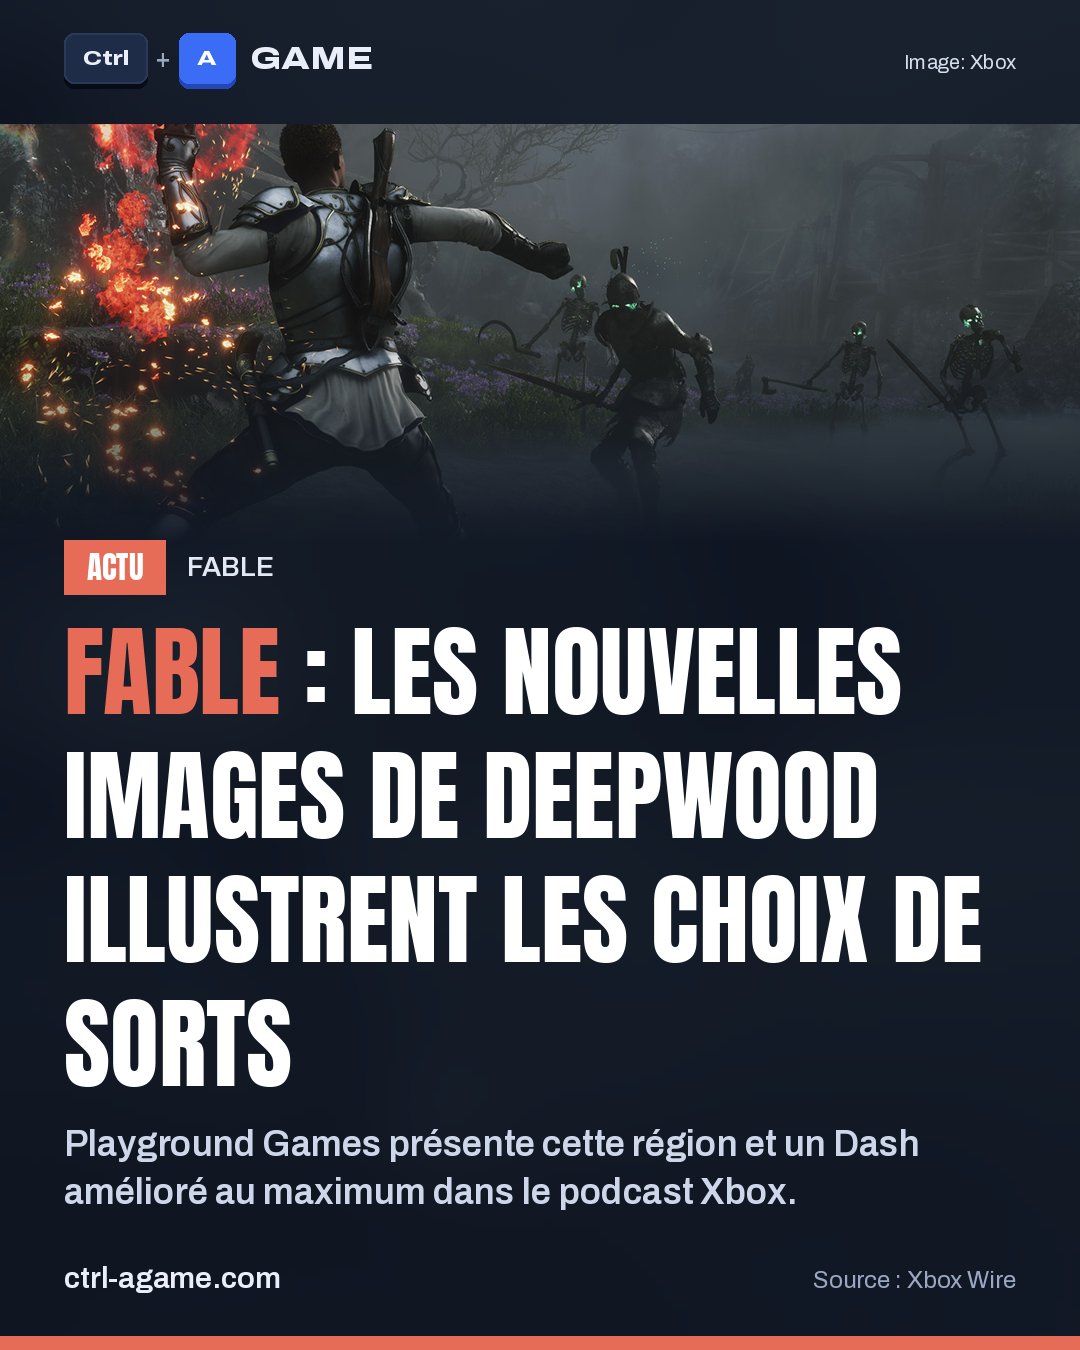 Ctrl + A GAME
Image: Xbox
ACTU FABLE
FABLE : LES NOUVELLES
IMAGES DE DEEPWOOD
ILLUSTRENT LES CHOIX DE
SORTS
Playground Games présente cette région et un Dash
amélioré au maximum dans le podcast Xbox.
ctrl-agame.com
Source : Xbox Wire